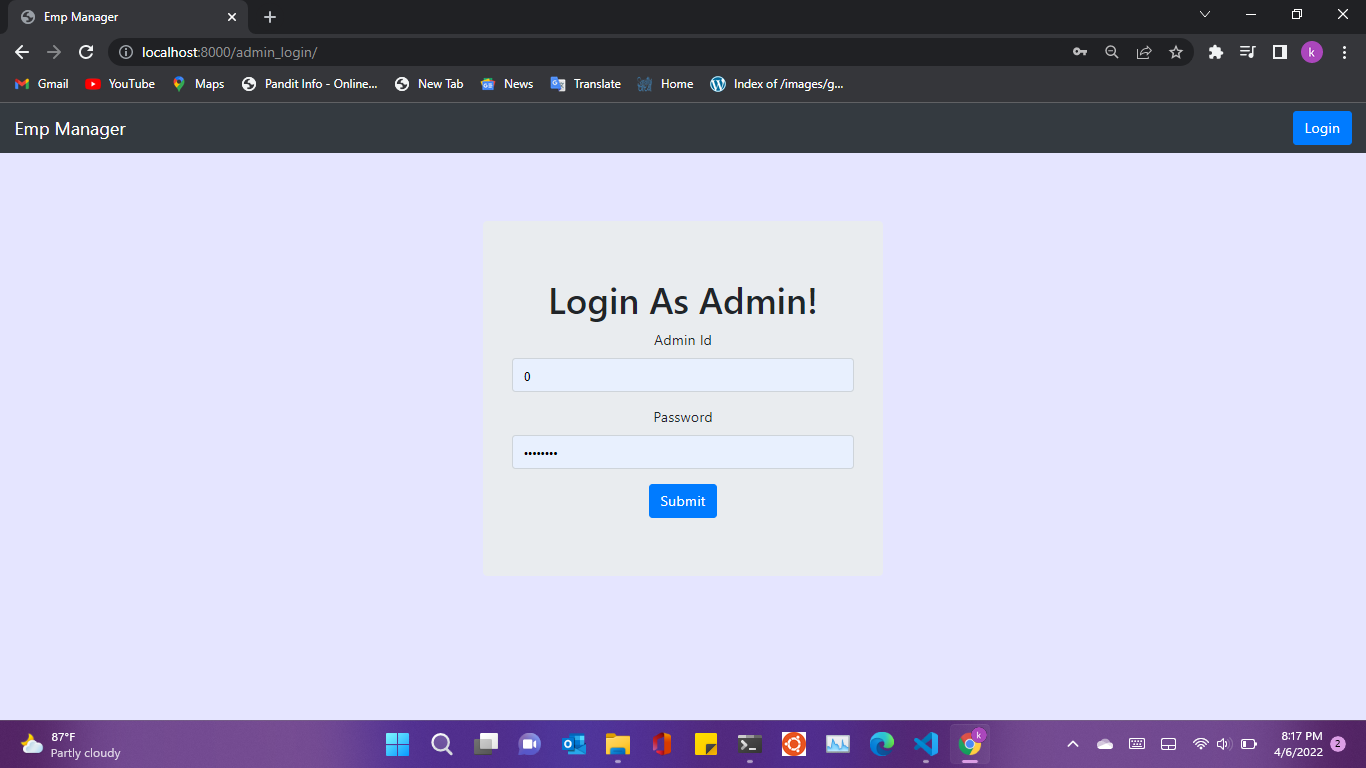 Emp Manager
localhost:8000/admin_login/
k
Gmail YouTube Maps Pandit Info - Online... New Tab News Translate Home Index of /images/g...
Emp Manager Login
Login As Admin!
Admin Id
0
Password
••••••••
Submit
87°F
Partly cloudy
k
8:17 PM
4/6/2022
2